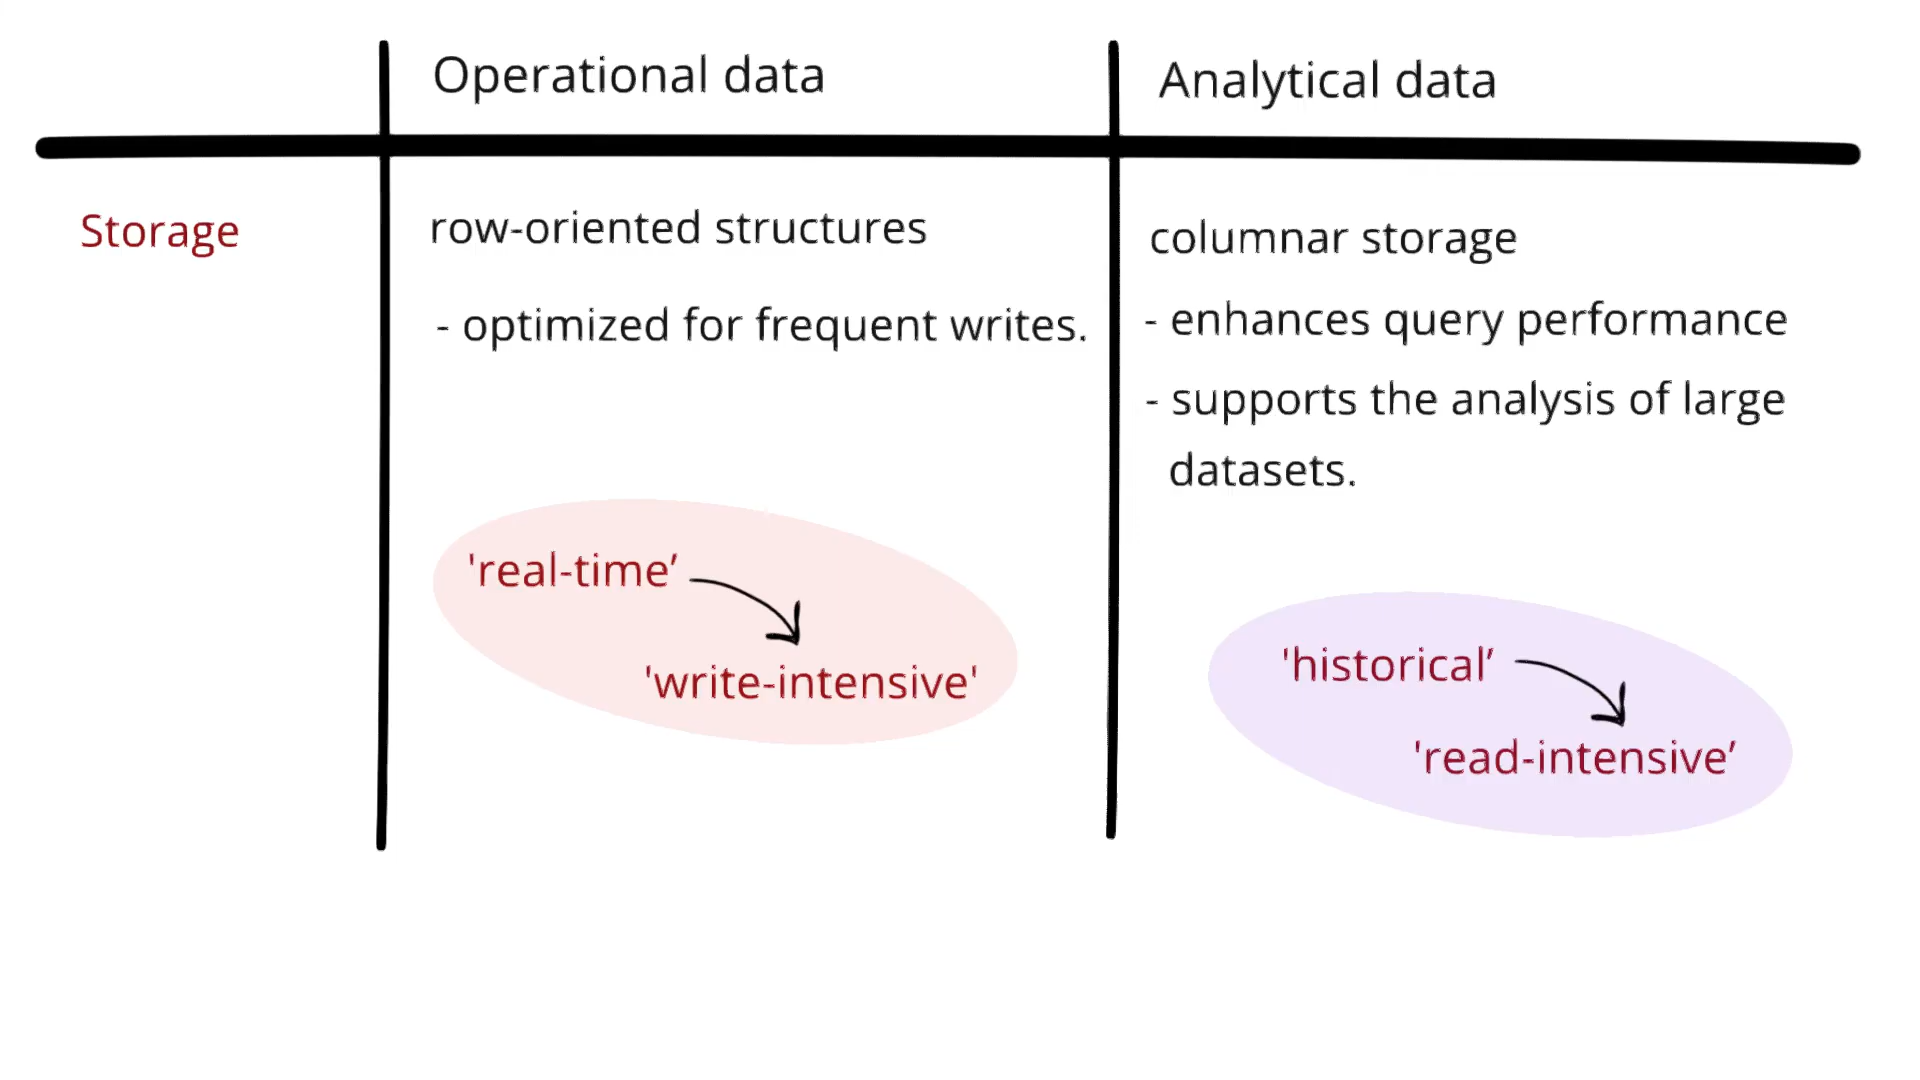 Operational data
Analytical data
Storage
row-oriented structures
- optimized for frequent writes.
columnar storage
- enhances query performance
- supports the analysis of large
datasets.
'real-time’
'write-intensive'
'historical’
'read-intensive’